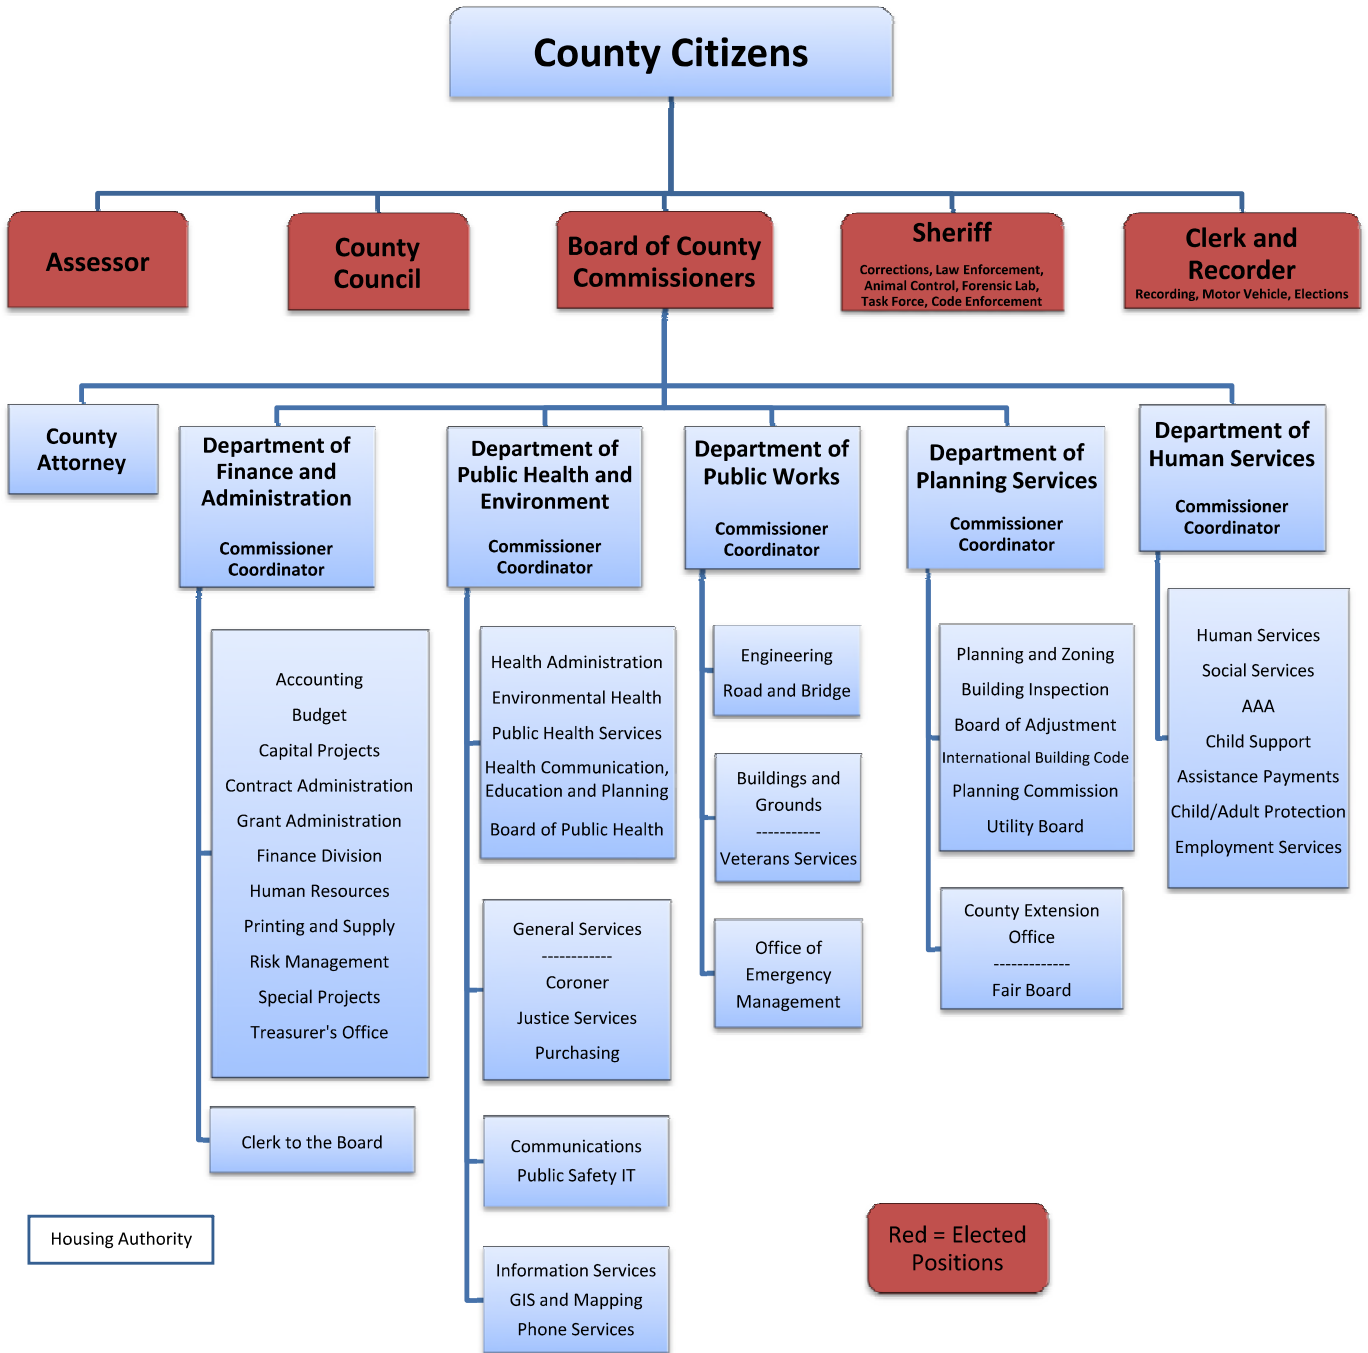 County Citizens
Assessor
County
Council
Board of County
Commissioners
Sheriff
Corrections, Law Enforcement,
Animal Control, Forensic Lab,
Task Force, Code Enforcement
Clerk and
Recorder
Recording, Motor Vehicle, Elections
County
Attorney
Department of
Finance and
Administration
Commissioner
Coordinator
Department of
Public Health and
Environment
Commissioner
Coordinator
Department of
Public Works
Commissioner
Coordinator
Department of
Planning Services
Commissioner
Coordinator
Department of
Human Services
Commissioner
Coordinator
Accounting
Budget
Capital Projects
Contract Administration
Grant Administration
Finance Division
Human Resources
Printing and Supply
Risk Management
Special Projects
Treasurer's Office
Clerk to the Board
Health Administration
Environmental Health
Public Health Services
Health Communication,
Education and Planning
Board of Public Health
General Services
------------
Coroner
Justice Services
Purchasing
Communications
Public Safety IT
Information Services
GIS and Mapping
Phone Services
Engineering
Road and Bridge
Buildings and
Grounds
-----------
Veterans Services
Office of
Emergency
Management
Planning and Zoning
Building Inspection
Board of Adjustment
International Building Code
Planning Commission
Utility Board
County Extension
Office
-------------
Fair Board
Human Services
Social Services
AAA
Child Support
Assistance Payments
Child/Adult Protection
Employment Services
Housing Authority
Red = Elected
Positions